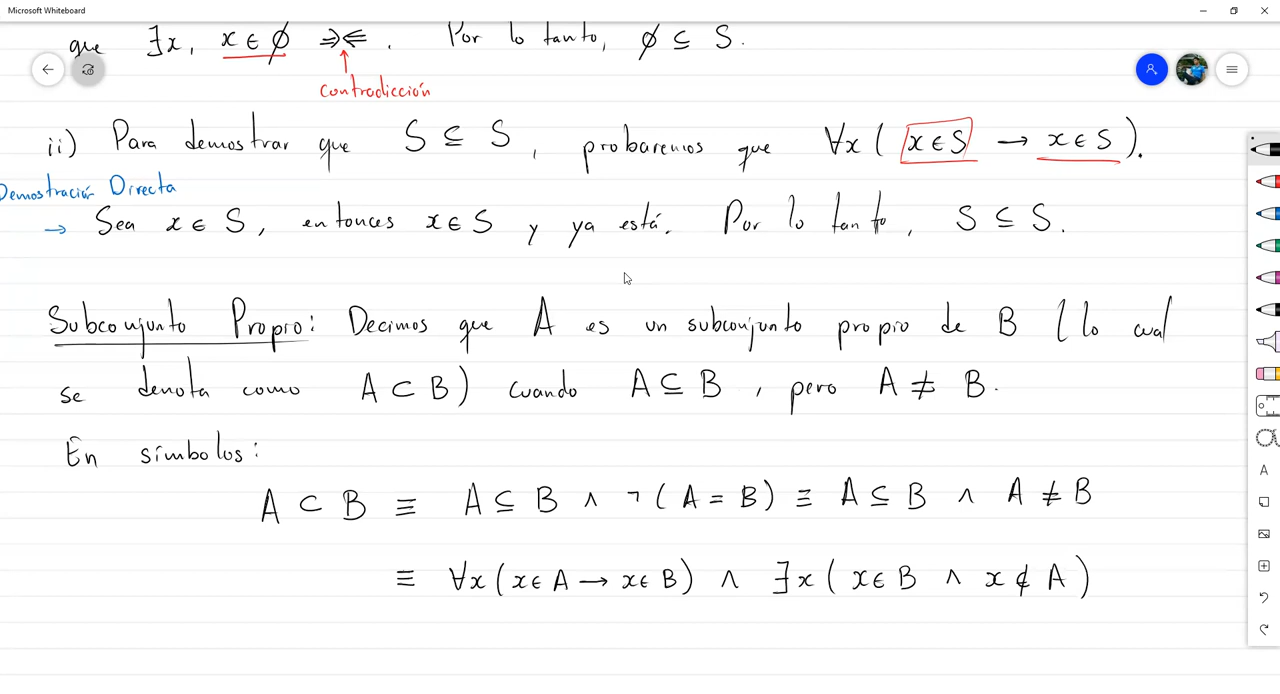 Microsoft Whiteboard
que ∃x, x ∈ ∅ ⇒⇐. Por lo tanto, ∅ ⊆ S.
contradicción
ii) Para demostrar que S ⊆ S, probaremos que ∀x ( x ∈ S → x ∈ S ).
Demostración Directa
→ Sea x ∈ S, entonces x ∈ S y ya está. Por lo tanto, S ⊆ S.
Subconjunto Propio: Decimos que A es un subconjunto propio de B (lo cual
se denota como A ⊂ B) cuando A ⊆ B, pero A ≠ B.
En símbolos:
A ⊂ B ≡ A ⊆ B ∧ ¬(A = B) ≡ A ⊆ B ∧ A ≠ B
≡ ∀x(x ∈ A → x ∈ B) ∧ ∃x(x ∈ B ∧ x ∉ A)